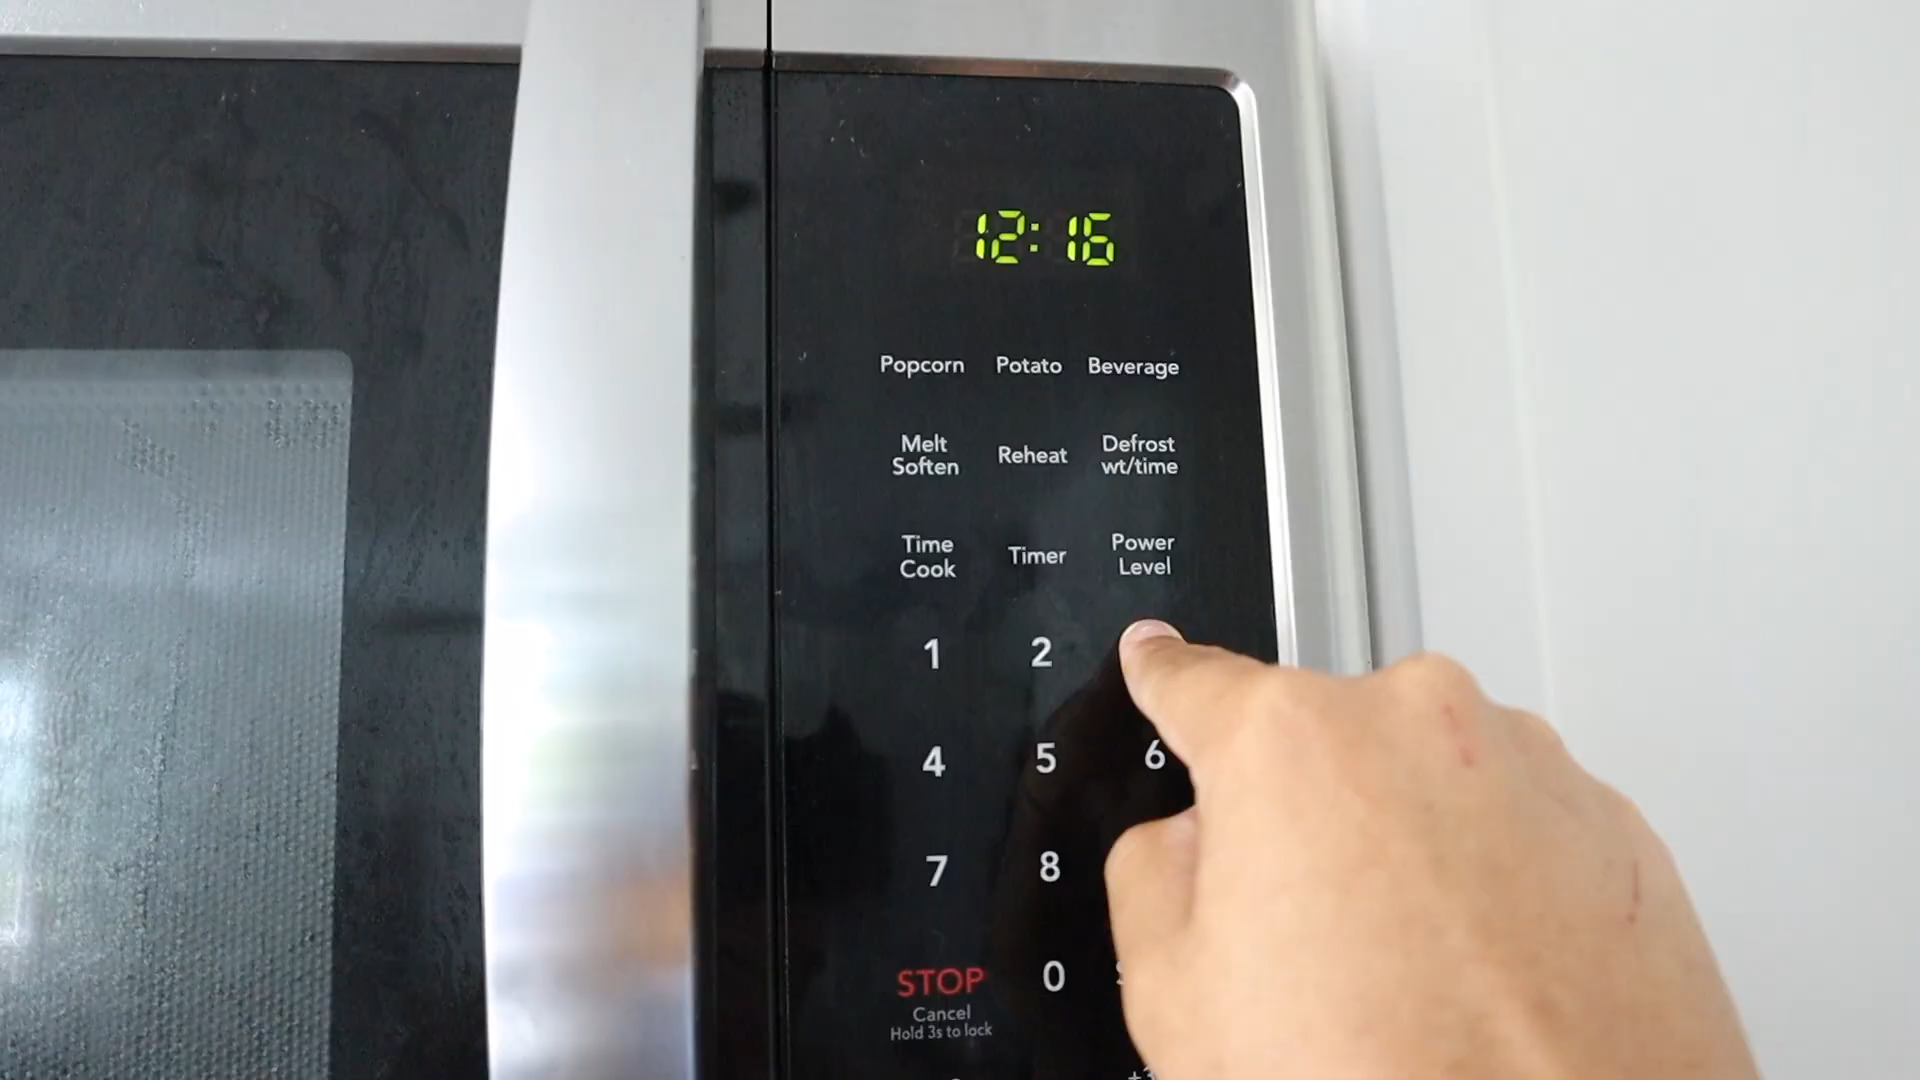 12:16
Popcorn Potato Beverage
Melt
Soften
Reheat
Defrost
wt/time
Time
Cook
Timer
Power
Level
1 2
4 5 6
7 8
STOP 0
Cancel
Hold 3s to lock